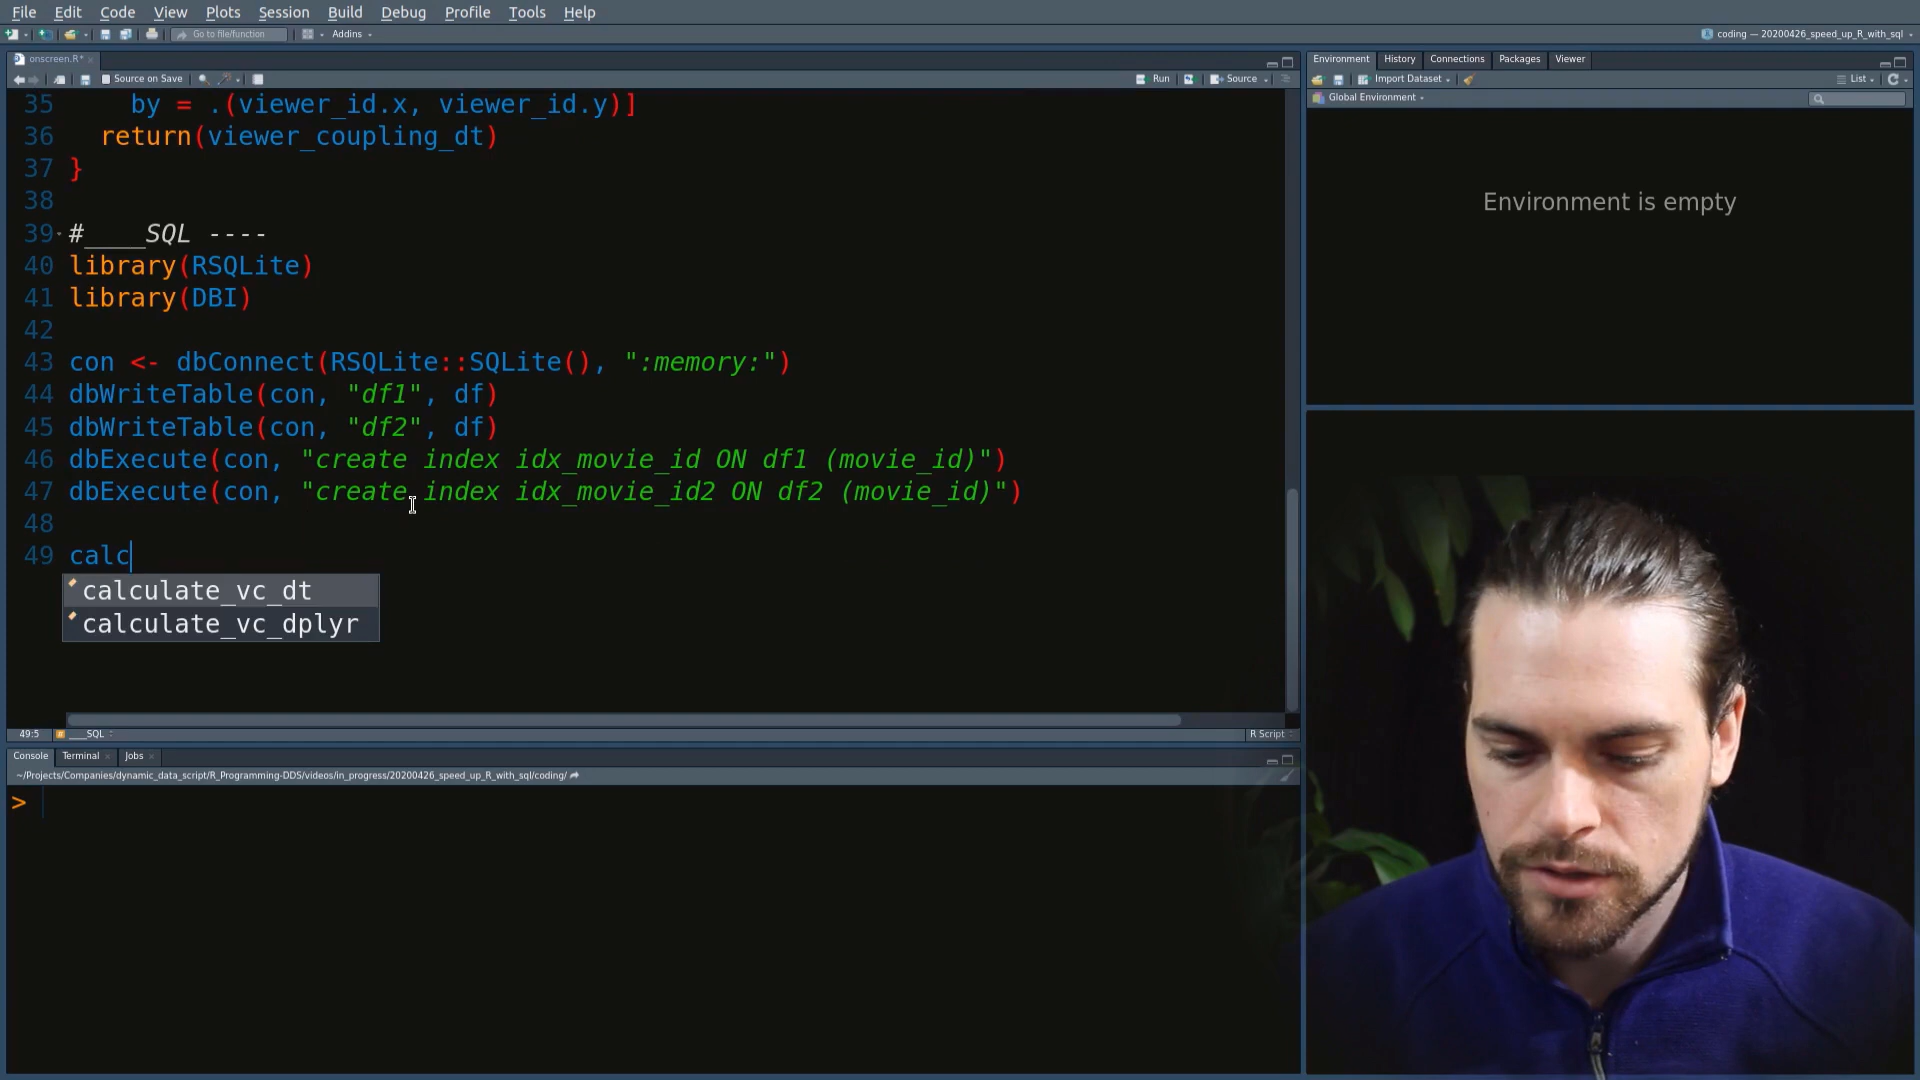 File Edit Code View Plots Session Build Debug Profile Tools Help
Go to file/function Addins coding — 20200426_speed_up_R_with_sql
onscreen.R*
Source on Save Run Source
35 by = .(viewer_id.x, viewer_id.y)]
36 return(viewer_coupling_dt)
37 }
38
39 #____SQL ----
40 library(RSQLite)
41 library(DBI)
42
43 con <- dbConnect(RSQLite::SQLite(), ":memory:")
44 dbWriteTable(con, "df1", df)
45 dbWriteTable(con, "df2", df)
46 dbExecute(con, "create index idx_movie_id ON df1 (movie_id)")
47 dbExecute(con, "create index idx_movie_id2 ON df2 (movie_id)")
48
49 calc
calculate_vc_dt
calculate_vc_dplyr
49:5 # ____SQL R Script
Console Terminal Jobs
~/Projects/Companies/dynamic_data_script/R_Programming-DDS/videos/in_progress/20200426_speed_up_R_with_sql/coding/
>
Environment History Connections Packages Viewer
Import Dataset List
Global Environment
Environment is empty